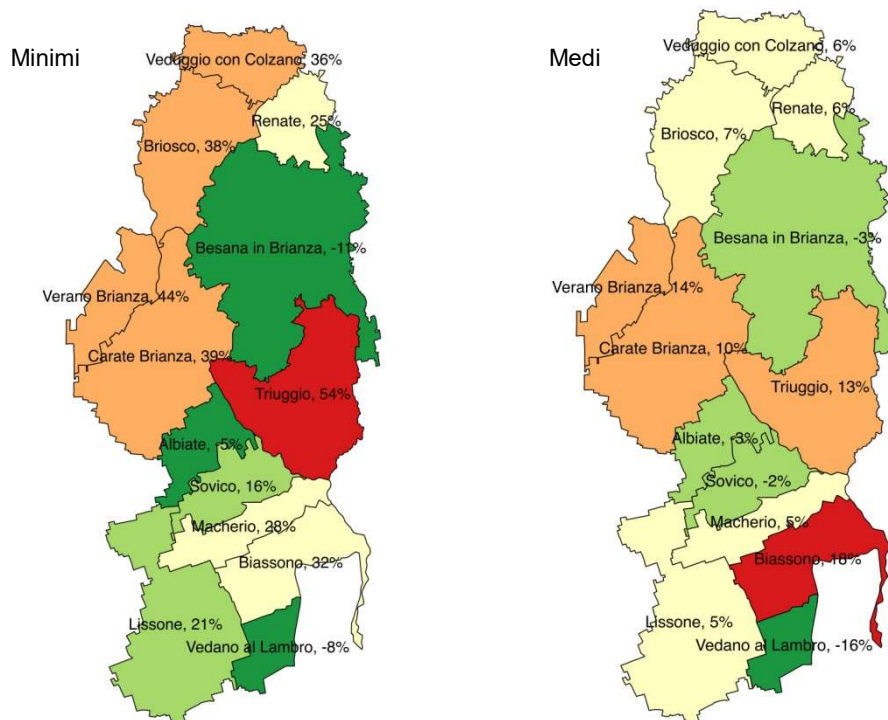 Minimi
Veduggio con Colzano, 36%
Renate, 25%
Briosco, 38%
Besana in Brianza, -11%
Verano Brianza, 44%
Carate Brianza, 39%
Triuggio, 54%
Albiate, -5%
Sovico, 16%
Macherio, 28%
Biassono, 32%
Lissone, 21%
Vedano al Lambro, -8%
Medi
Veduggio con Colzano, 6%
Renate, 6%
Briosco, 7%
Besana in Brianza, -3%
Verano Brianza, 14%
Carate Brianza, 10%
Triuggio, 13%
Albiate, -3%
Sovico, -2%
Macherio, 5%
Biassono, 18%
Lissone, 5%
Vedano al Lambro, -16%